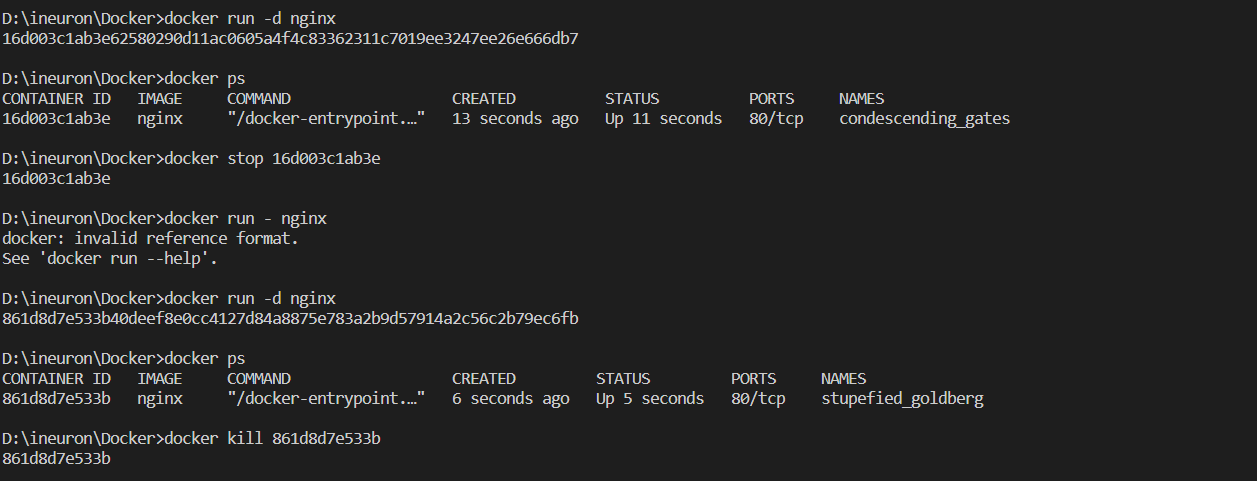 D:\ineuron\Docker>docker run -d nginx
16d003c1ab3e62580290d11ac0605a4f4c83362311c7019ee3247ee26e666db7
D:\ineuron\Docker>docker ps
CONTAINER ID   IMAGE     COMMAND                  CREATED          STATUS          PORTS     NAMES
16d003c1ab3e   nginx     "/docker-entrypoint.…"   13 seconds ago   Up 11 seconds   80/tcp    condescending_gates
D:\ineuron\Docker>docker stop 16d003c1ab3e
16d003c1ab3e
D:\ineuron\Docker>docker run - nginx
docker: invalid reference format.
See 'docker run --help'.
D:\ineuron\Docker>docker run -d nginx
861d8d7e533b40deef8e0cc4127d84a8875e783a2b9d57914a2c56c2b79ec6fb
D:\ineuron\Docker>docker ps
CONTAINER ID   IMAGE     COMMAND                  CREATED         STATUS         PORTS     NAMES
861d8d7e533b   nginx     "/docker-entrypoint.…"   6 seconds ago   Up 5 seconds   80/tcp    stupefied_goldberg
D:\ineuron\Docker>docker kill 861d8d7e533b
861d8d7e533b